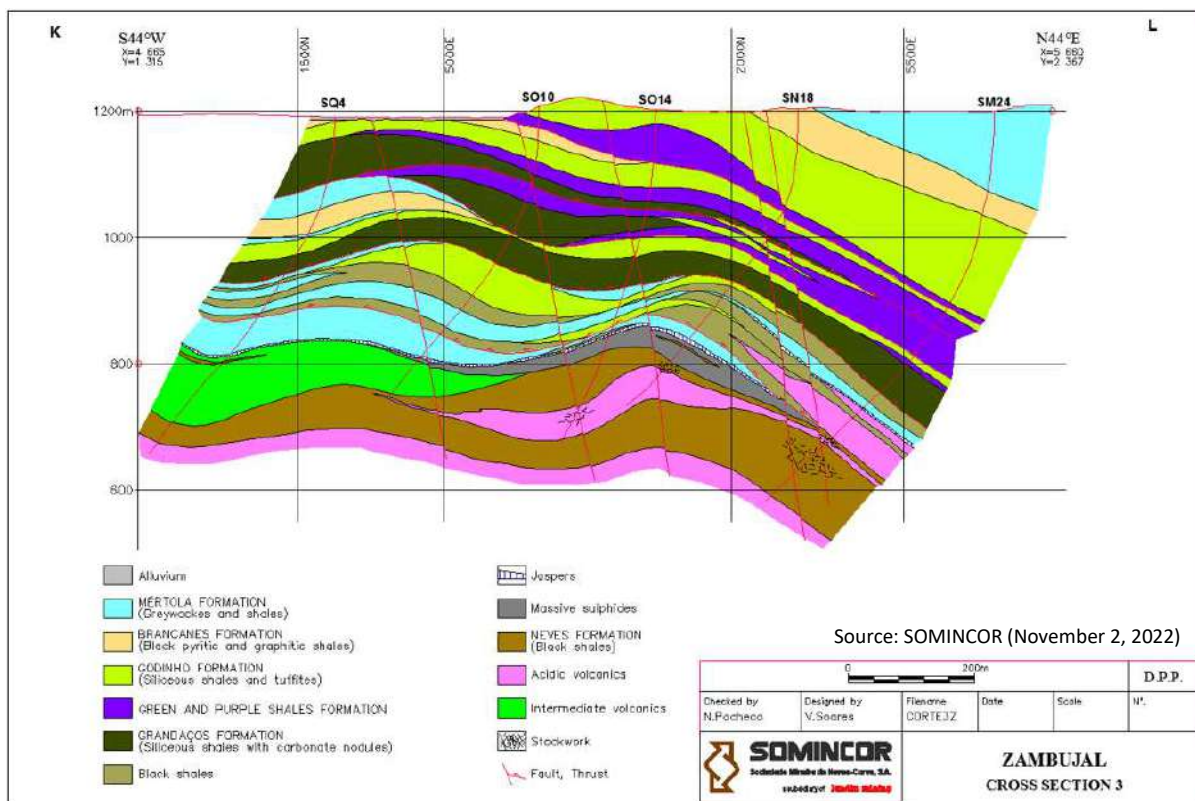 K
L
S44°W
X=4 665
Y=1 315
1500N
5000E
2000N
5500E
N44°E
X=5 660
Y=2 367
SQ4
SO10
SO14
SN18
SM24
1200m
1000
800
600
Alluvium
MÉRTOLA FORMATION
(Greywackes and shales)
BRANCANES FORMATION
(Black pyritic and graphitic shales)
GODINHO FORMATION
(Siliceous shales and tuffites)
GREEN AND PURPLE SHALES FORMATION
GRANDAÇOS FORMATION
(Siliceous shales with carbonate nodules)
Black shales
Jaspers
Massive sulphides
NEVES FORMATION
(Black shales)
Acidic volcanics
Intermediate volcanics
Stockwork
Fault, Thrust
Source: SOMINCOR (November 2, 2022)
0 200m
D.P.P.
Checked by
N.Pacheco
Designed by
V.Soares
Filename
CORTEJZ
Date
Scale
Nº.
SOMINCOR
Sociedade Mineira de Neves-Corvo, S.A.
subsidiary of lundin mining
ZAMBUJAL
CROSS SECTION 3